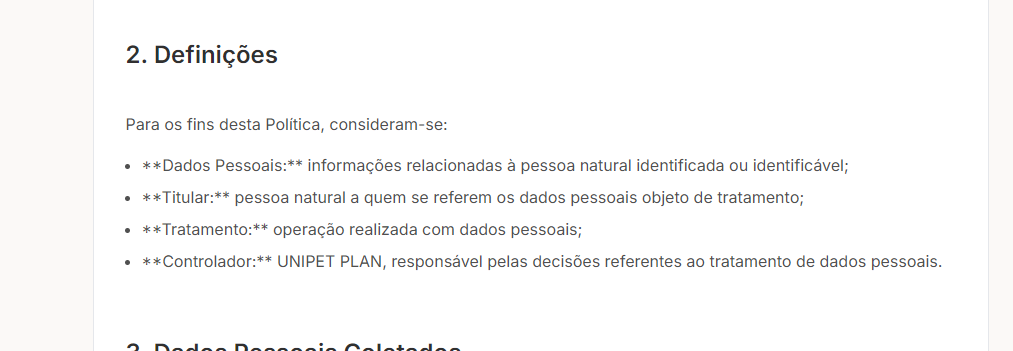 2. Definições
Para os fins desta Política, consideram-se:
• **Dados Pessoais:** informações relacionadas à pessoa natural identificada ou identificável;
• **Titular:** pessoa natural a quem se referem os dados pessoais objeto de tratamento;
• **Tratamento:** operação realizada com dados pessoais;
• **Controlador:** UNIPET PLAN, responsável pelas decisões referentes ao tratamento de dados pessoais.
3. Dados Pessoais Coletados